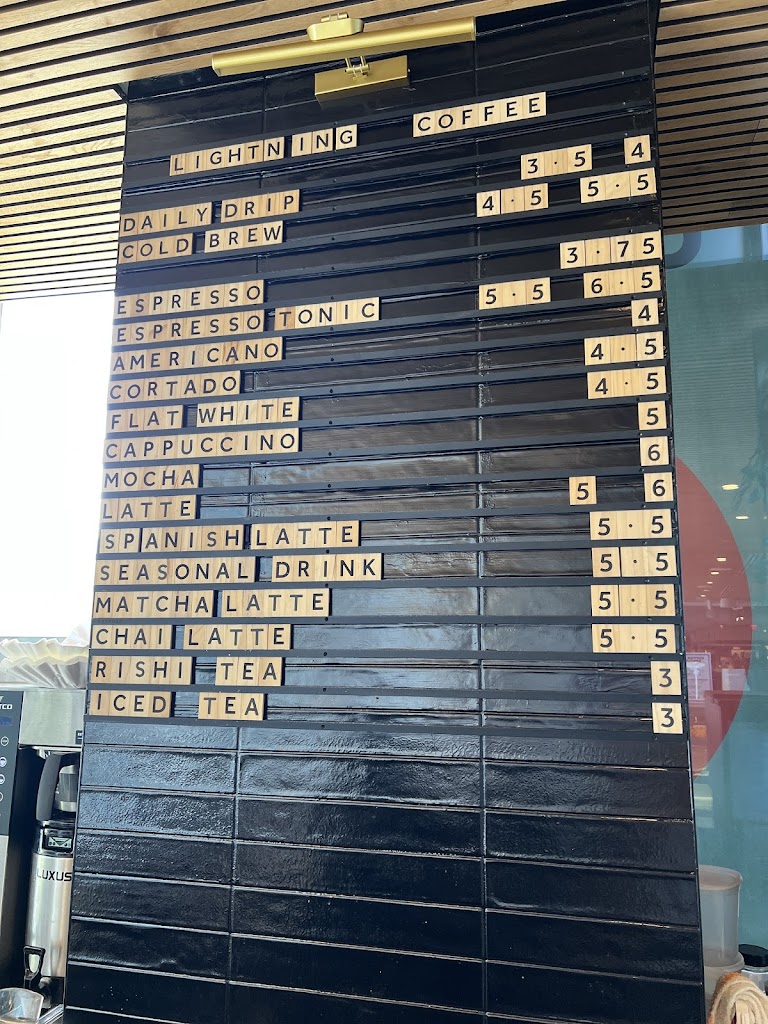 LIGHTNING COFFEE
DAILY DRIP 3.5 4
COLD BREW 4.5 5.5
ESPRESSO 3.75
ESPRESSO TONIC 5.5 6.5
AMERICANO 4
CORTADO 4.5
FLAT WHITE 4.5
CAPPUCCINO 5
MOCHA 6
LATTE 5 6
SPANISH LATTE 5.5
SEASONAL DRINK 5.5
MATCHA LATTE 5.5
CHAI LATTE 5.5
RISHI TEA 3
ICED TEA 3
LUXUS